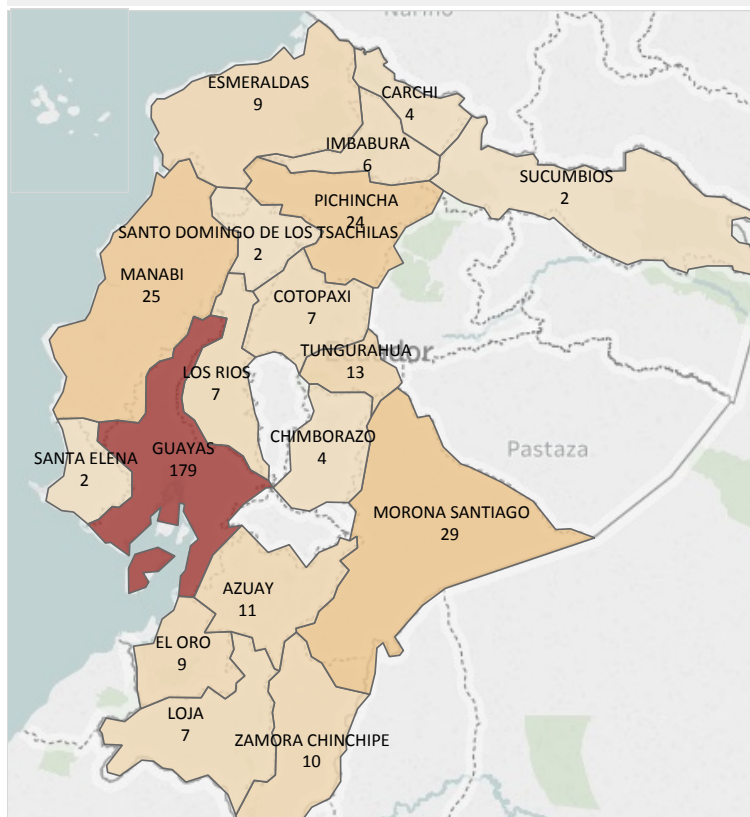 Nariño
ESMERALDAS
9
CARCHI
4
IMBABURA
6
SUCUMBIOS
2
PICHINCHA
24
SANTO DOMINGO DE LOS TSACHILAS
2
MANABI
25
COTOPAXI
7
TUNGURAHUA
13
LOS RIOS
7
CHIMBORAZO
4
Pastaza
GUAYAS
179
SANTA ELENA
2
MORONA SANTIAGO
29
AZUAY
11
EL ORO
9
LOJA
7
ZAMORA CHINCHIPE
10